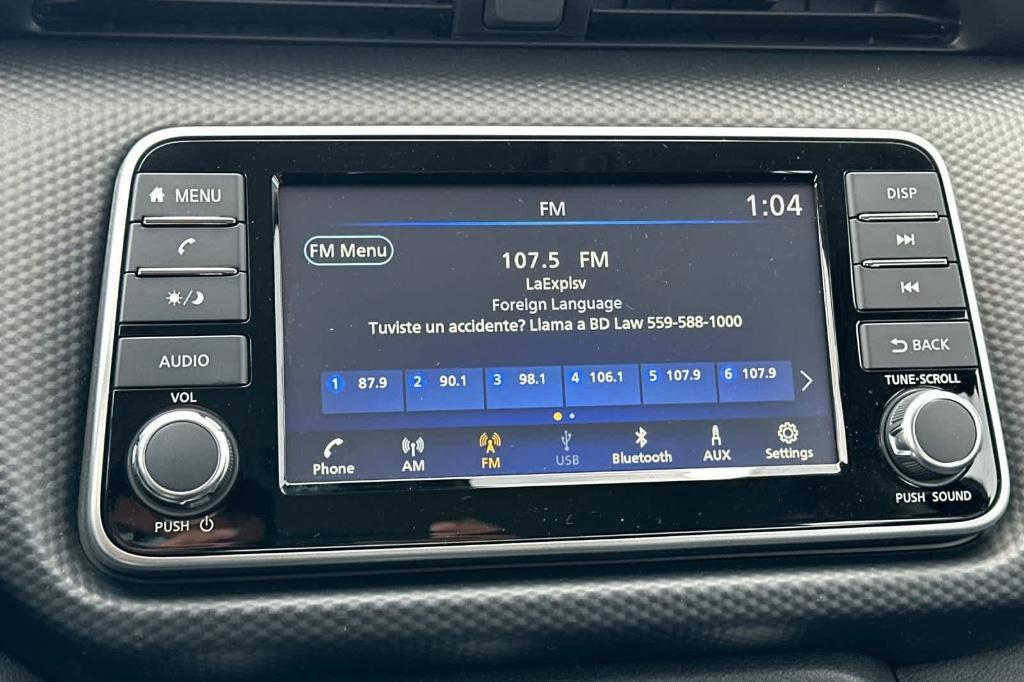 MENU
AUDIO
VOL
PUSH
FM
1:04
FM Menu
107.5 FM
LaExplsv
Foreign Language
Tuviste un accidente? Llama a BD Law 559-588-1000
1 87.9 2 90.1 3 98.1 4 106.1 5 107.9 6 107.9
Phone AM FM USB Bluetooth AUX Settings
DISP
BACK
TUNE·SCROLL
PUSH SOUND